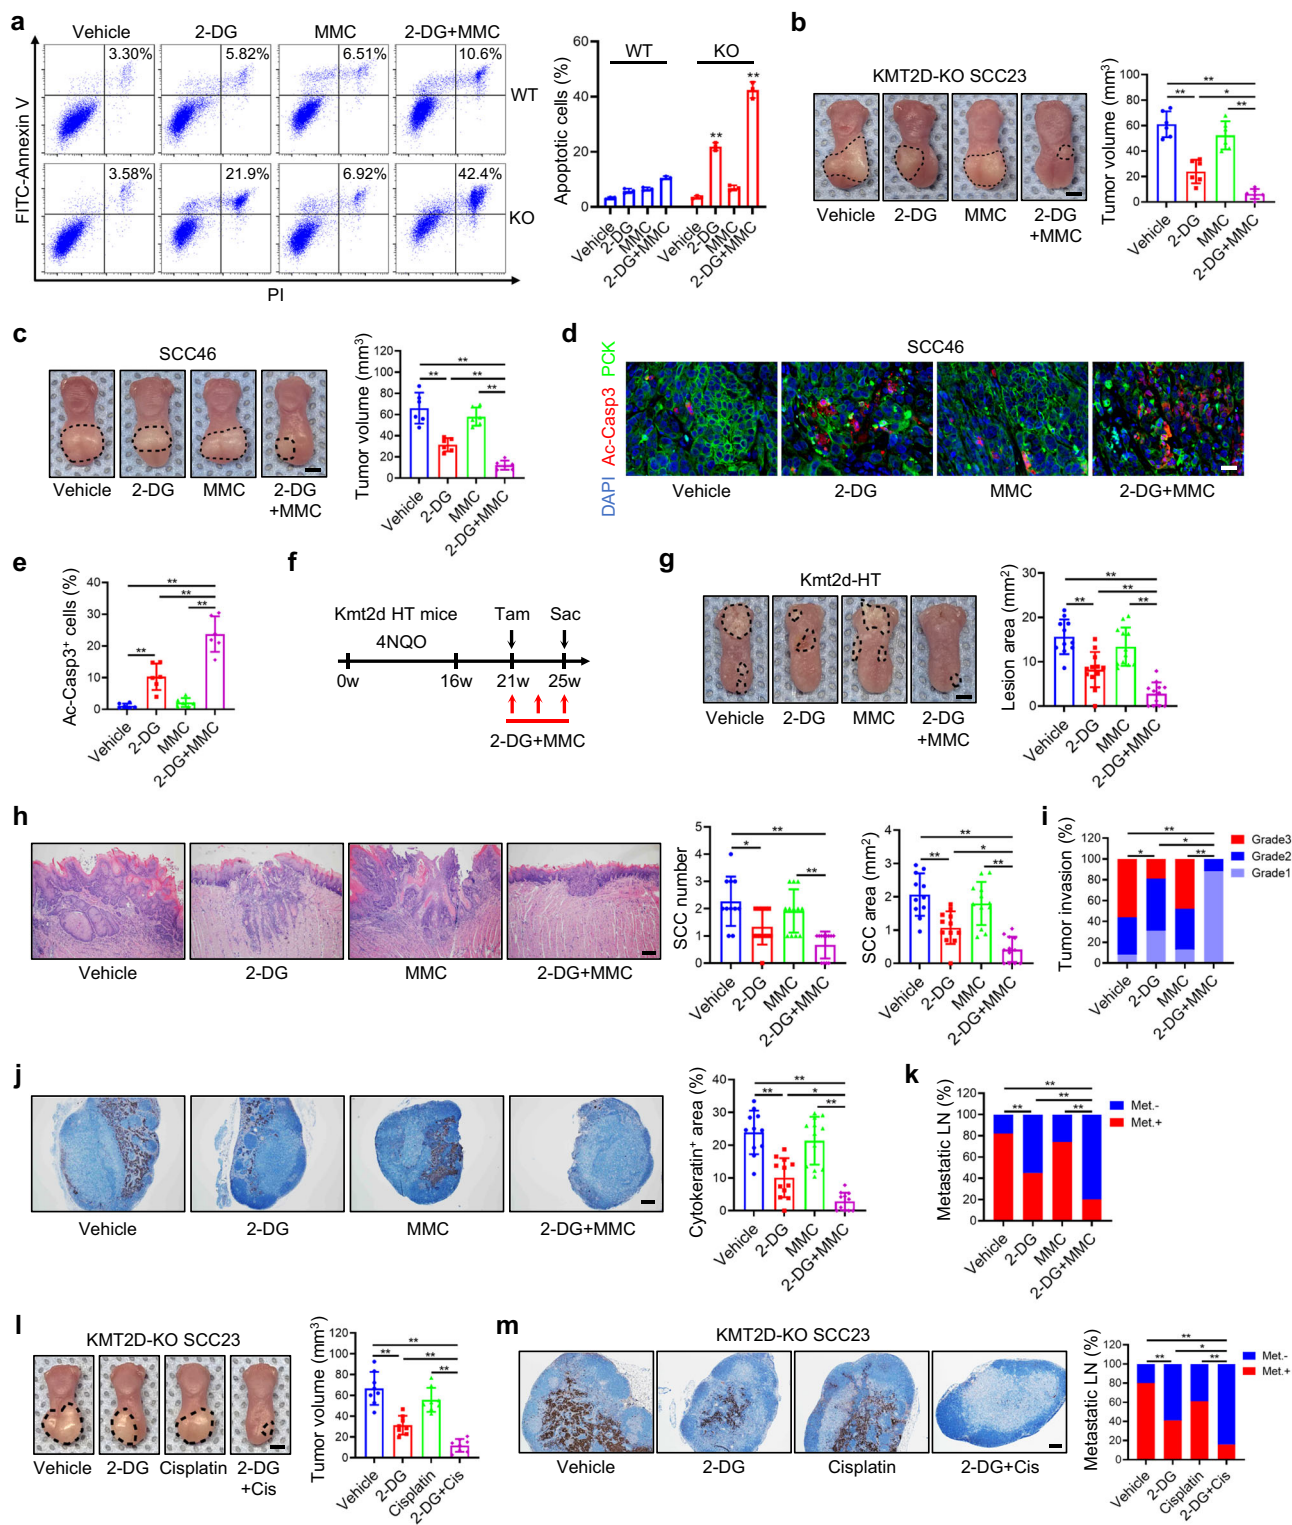 a
Vehicle 2-DG MMC 2-DG+MMC
3.30% 5.82% 6.51% 10.6%
WT
3.58% 21.9% 6.92% 42.4%
KO
FITC-Annexin V
PI
Apoptotic cells (%)
60
40
20
0
WT KO
** **
Vehicle 2-DG MMC 2-DG+MMC Vehicle 2-DG MMC 2-DG+MMC
b
KMT2D-KO SCC23
Vehicle 2-DG MMC 2-DG
+MMC
Tumor volume (mm³)
100
80
60
40
20
0
**
** *
**
Vehicle 2-DG MMC 2-DG+MMC
c
SCC46
Vehicle 2-DG MMC 2-DG
+MMC
Tumor volume (mm³)
120
100
80
60
40
20
0
**
** **
**
Vehicle 2-DG MMC 2-DG+MMC
d
SCC46
DAPI Ac-Casp3 PCK
Vehicle 2-DG MMC 2-DG+MMC
e
Ac-Casp3⁺ cells (%)
40
30
20
10
0
**
**
**
**
Vehicle 2-DG MMC 2-DG+MMC
f
Kmt2d HT mice Tam Sac
4NQO
0w 16w 21w 25w
2-DG+MMC
g
Kmt2d-HT
Vehicle 2-DG MMC 2-DG
+MMC
Lesion area (mm²)
30
20
10
0
**
**
** **
Vehicle 2-DG MMC 2-DG+MMC
h
Vehicle 2-DG MMC 2-DG+MMC
SCC number
5
4
3
2
1
0
**
*
**
Vehicle 2-DG MMC 2-DG+MMC
SCC area (mm²)
6
4
2
0
**
** *
**
Vehicle 2-DG MMC 2-DG+MMC
i
Tumor invasion (%)
120
100
80
60
40
20
0
**
*
* **
Grade3
Grade2
Grade1
Vehicle 2-DG MMC 2-DG+MMC
j
Vehicle 2-DG MMC 2-DG+MMC
Cytokeratin⁺ area (%)
40
30
20
10
0
**
** *
**
Vehicle 2-DG MMC 2-DG+MMC
k
Metastatic LN (%)
120
100
80
60
40
20
0
**
**
** **
Met.-
Met.+
Vehicle 2-DG MMC 2-DG+MMC
l
KMT2D-KO SCC23
Vehicle 2-DG Cisplatin 2-DG
+Cis
Tumor volume (mm³)
120
100
80
60
40
20
0
**
** **
**
Vehicle 2-DG Cisplatin 2-DG+Cis
m
KMT2D-KO SCC23
Vehicle 2-DG Cisplatin 2-DG+Cis
Metastatic LN (%)
120
100
80
60
40
20
0
**
*
** **
Met.-
Met.+
Vehicle 2-DG Cisplatin 2-DG+Cis